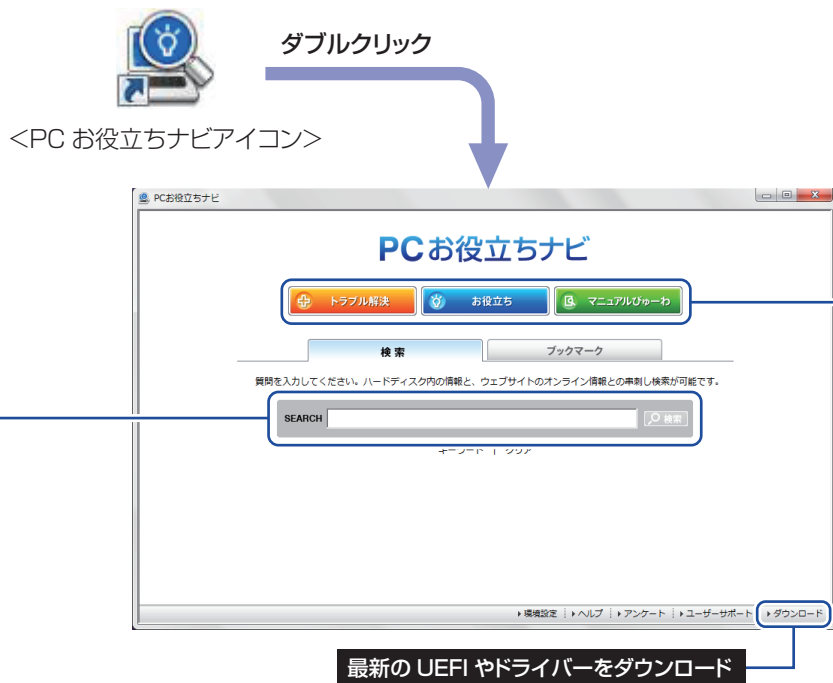 ダブルクリック
<PC お役立ちナビアイコン>
PCお役立ちナビ
PCお役立ちナビ
トラブル解決 お役立ち マニュアルびゅーわ
検索 ブックマーク
質問を入力してください。ハードディスク内の情報と、ウェブサイトのオンライン情報との串刺し検索が可能です。
SEARCH 検索
キーワード | クリア
環境設定 ヘルプ アンケート ユーザーサポート ダウンロード
最新の UEFI やドライバーをダウンロード